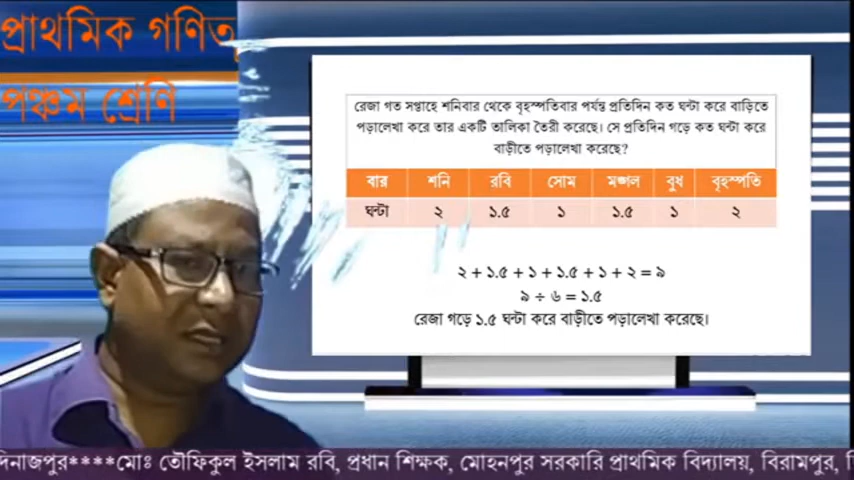 প্রাথমিক গণিত,
পঞ্চম শ্রেণি
রেজা গত সপ্তাহে শনিবার থেকে বৃহস্পতিবার পর্যন্ত প্রতিদিন কত ঘন্টা করে বাড়িতে
পড়ালেখা করে তার একটি তালিকা তৈরী করেছে। সে প্রতিদিন গড়ে কত ঘন্টা করে
বাড়ীতে পড়ালেখা করেছে?
বার শনি রবি সোম মঙ্গল বুধ বৃহস্পতি
ঘন্টা ২ ১.৫ ১ ১.৫ ১ ২
২ + ১.৫ + ১ + ১.৫ + ১ + ২ = ৯
৯ ÷ ৬ = ১.৫
রেজা গড়ে ১.৫ ঘন্টা করে বাড়ীতে পড়ালেখা করেছে।
দিনাজপুর****মোঃ তৌফিকুল ইসলাম রবি, প্রধান শিক্ষক, মোহনপুর সরকারি প্রাথমিক বিদ্যালয়, বিরামপুর,